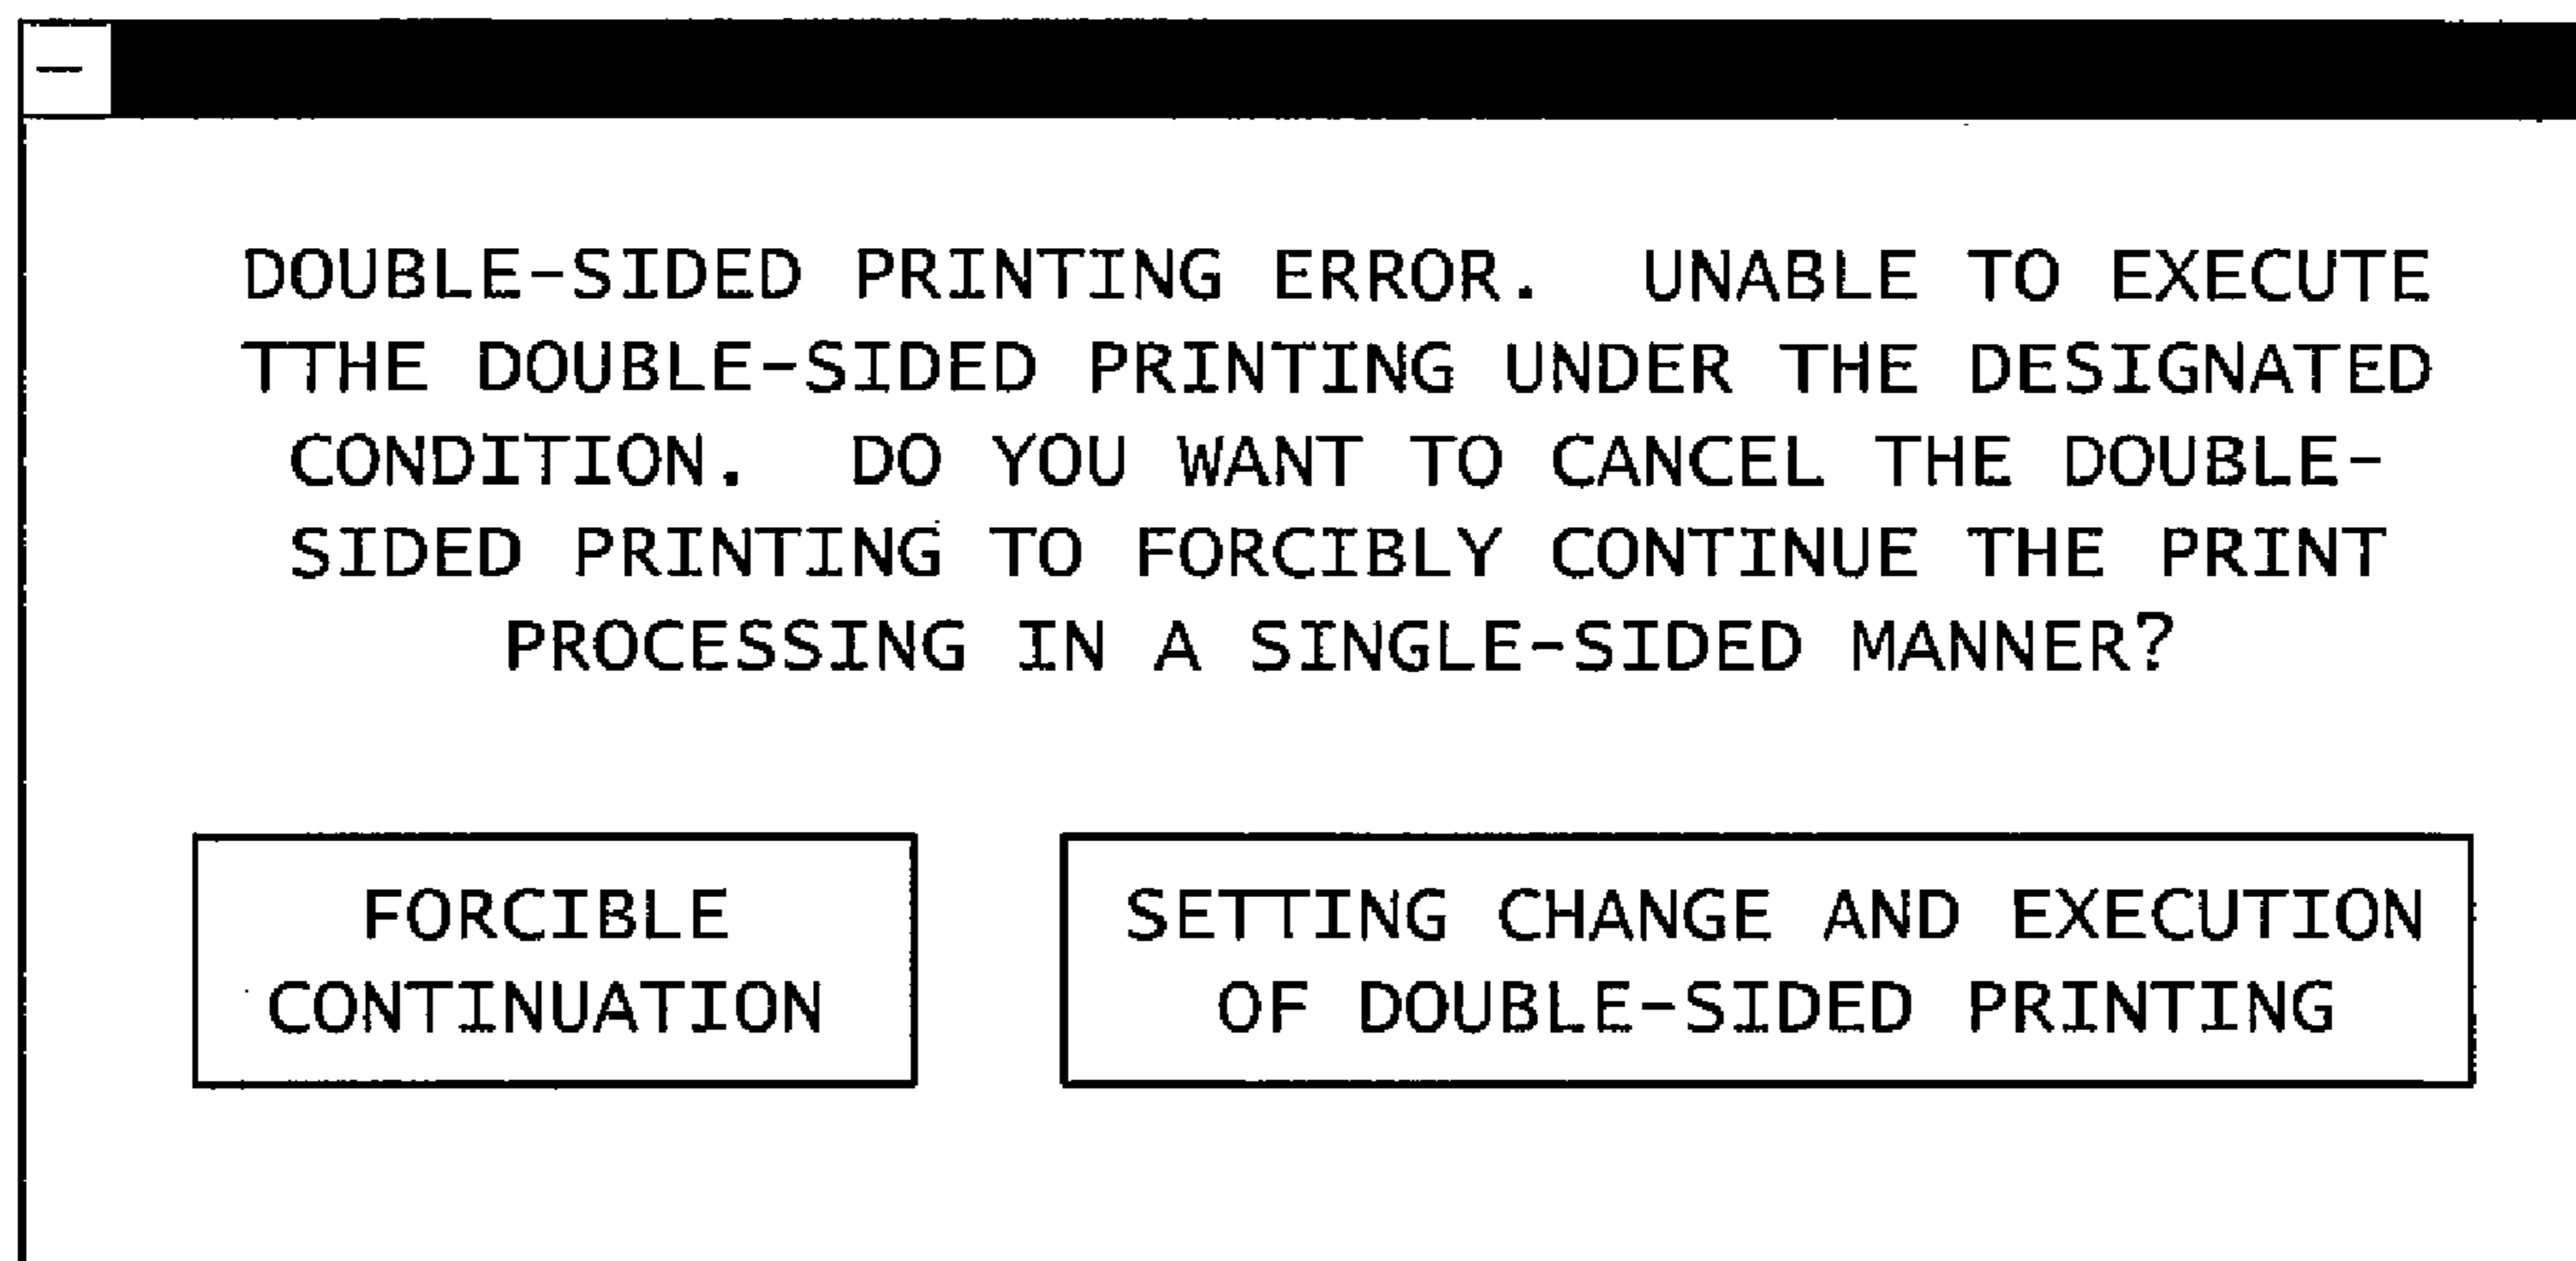 DOUBLE-SIDED PRINTING ERROR. UNABLE TO EXECUTE
TTHE DOUBLE-SIDED PRINTING UNDER THE DESIGNATED
CONDITION. DO YOU WANT TO CANCEL THE DOUBLE-
SIDED PRINTING TO FORCIBLY CONTINUE THE PRINT
PROCESSING IN A SINGLE-SIDED MANNER?
FORCIBLE
CONTINUATION
SETTING CHANGE AND EXECUTION
OF DOUBLE-SIDED PRINTING